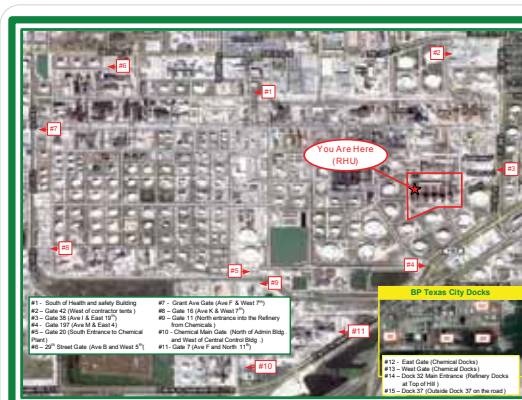 #6
#2
#1
#7
You Are Here
(RHU)
#3
#8
#5
#4
#9
#1 - South of Health and safety Building
#2 – Gate 42 (West of contractor tents )
#3 – Gate 38 (Ave I & East 19th)
#4 - Gate 197 (Ave M & East 4)
#5 – Gate 20 (South Entrance to Chemical
Plant)
#6 – 29th Street Gate (Ave B and West 5th)
#7 - Grant Ave Gate (Ave F & West 7th)
#8 – Gate 16 (Ave K & West 7th)
#9 - Gate 11 (North entrance into the Refinery
from Chemicals )
#10 - Chemical Main Gate (North of Admin Bldg.
and West of Central Control Bldg .)
#11- Gate 7 (Ave F and North 11th)
#11
#10
BP Texas City Docks
#12 - East Gate (Chemical Docks)
#13 – West Gate (Chemical Docks)
#14 – Dock 32 Main Entrance (Refinery Docks
at Top of Hill )
#15 – Dock 37 (Outside Dock 37 on the road )